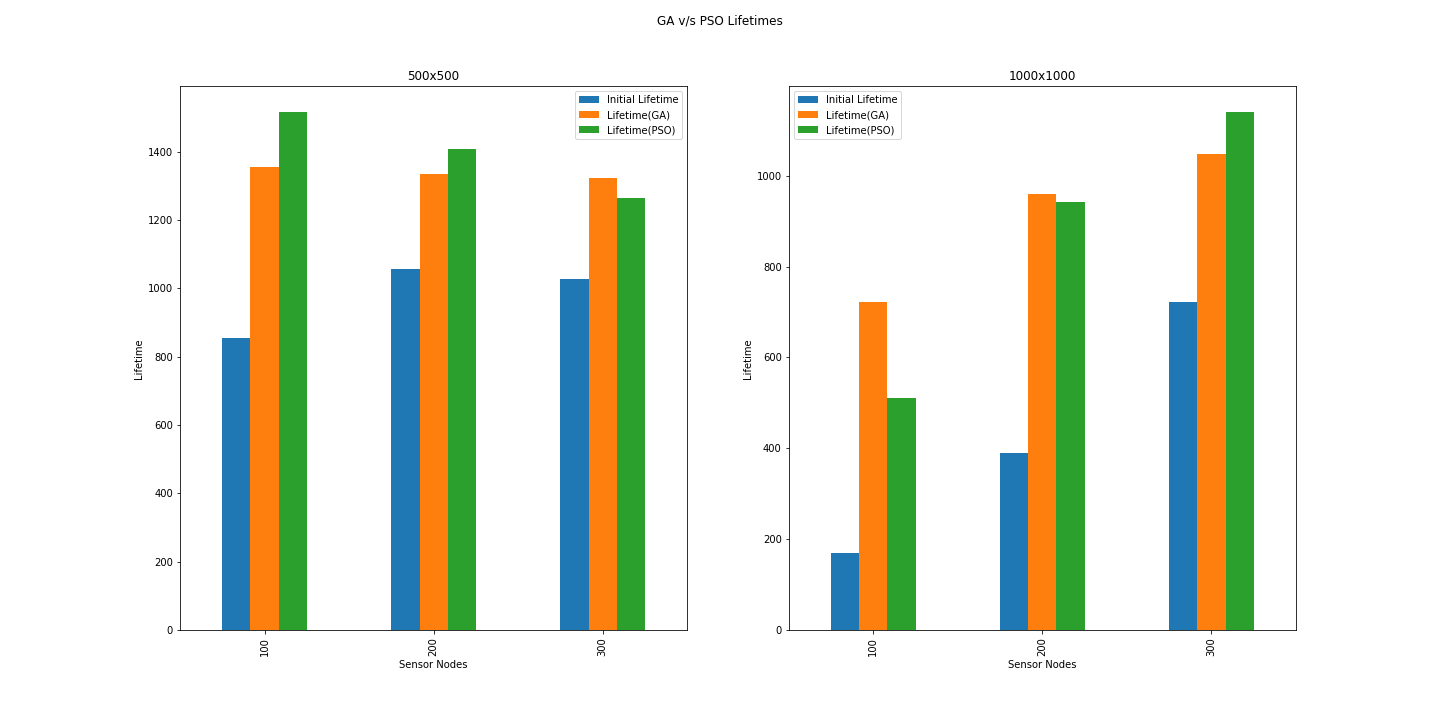 GA v/s PSO Lifetimes
500x500
Initial Lifetime
Lifetime(GA)
Lifetime(PSO)
1400
1200
1000
800
600
400
200
0
Lifetime
100
200
300
Sensor Nodes
1000x1000
Initial Lifetime
Lifetime(GA)
Lifetime(PSO)
1000
800
600
400
200
0
Lifetime
100
200
300
Sensor Nodes